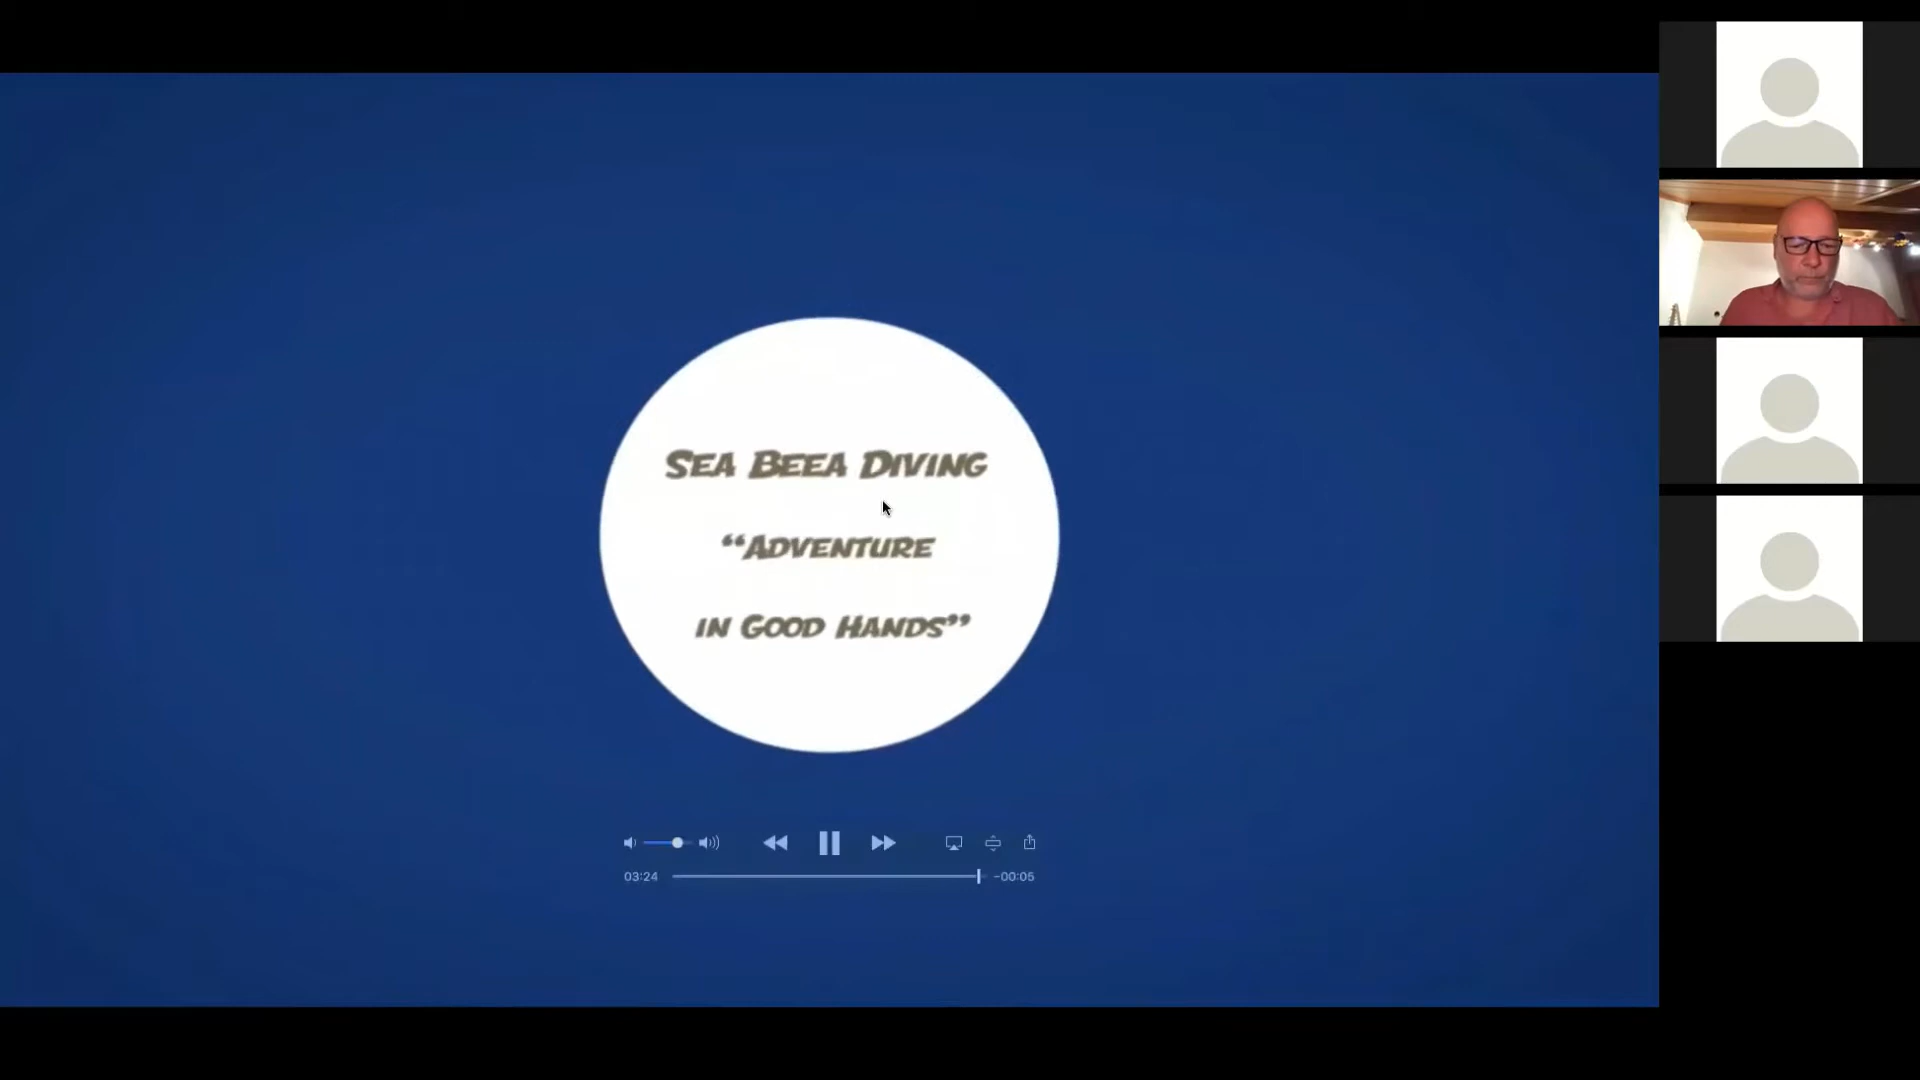 Sea Beea Diving
“Adventure
in Good Hands”
03:24
-00:05